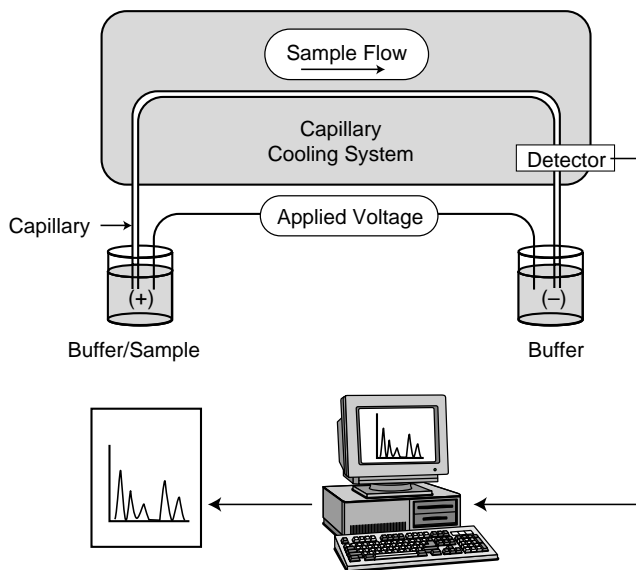 Sample Flow
Capillary
Cooling System
Detector
Capillary
Applied Voltage
(+)
(–)
Buffer/Sample
Buffer